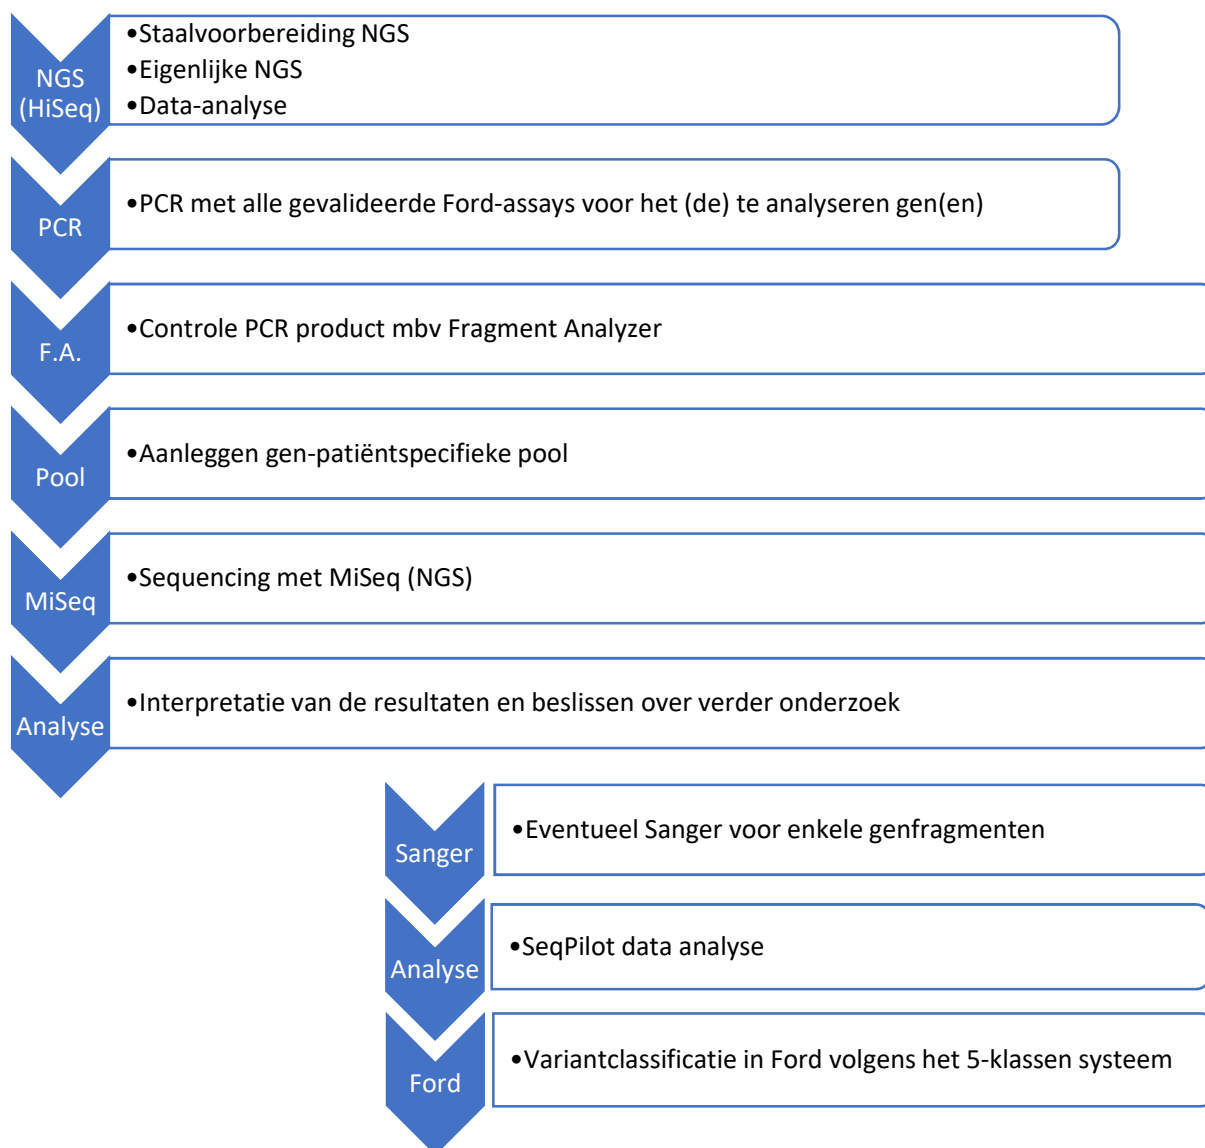 NGS
(HiSeq)
•Staalvoorbereiding NGS
•Eigenlijke NGS
•Data-analyse
PCR
•PCR met alle gevalideerde Ford-assays voor het (de) te analyseren gen(en)
F.A.
•Controle PCR product mbv Fragment Analyzer
Pool
•Aanleggen gen-patiëntspecifieke pool
MiSeq
•Sequencing met MiSeq (NGS)
Analyse
•Interpretatie van de resultaten en beslissen over verder onderzoek
Sanger
•Eventueel Sanger voor enkele genfragmenten
Analyse
•SeqPilot data analyse
Ford
•Variantclassificatie in Ford volgens het 5-klassen systeem